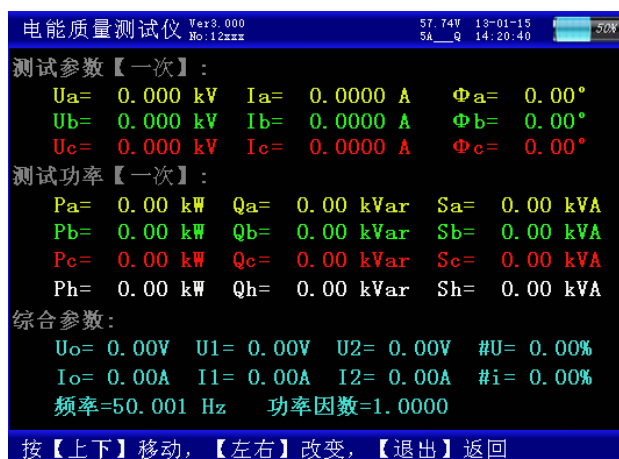 电能质量测试仪 Ver3.000 57.74V 13-01-15 50%
No:12xxx 5A__Q 14:20:40
测试参数【一次】:
Ua= 0.000 kV Ia= 0.0000 A Φa= 0.00°
Ub= 0.000 kV Ib= 0.0000 A Φb= 0.00°
Uc= 0.000 kV Ic= 0.0000 A Φc= 0.00°
测试功率【一次】:
Pa= 0.00 kW Qa= 0.00 kVar Sa= 0.00 kVA
Pb= 0.00 kW Qb= 0.00 kVar Sb= 0.00 kVA
Pc= 0.00 kW Qc= 0.00 kVar Sc= 0.00 kVA
Ph= 0.00 kW Qh= 0.00 kVar Sh= 0.00 kVA
综合参数:
Uo= 0.00V U1= 0.00V U2= 0.00V #U= 0.00%
Io= 0.00A I1= 0.00A I2= 0.00A #i= 0.00%
频率=50.001 Hz 功率因数=1.0000
按【上下】移动，【左右】改变，【退出】返回